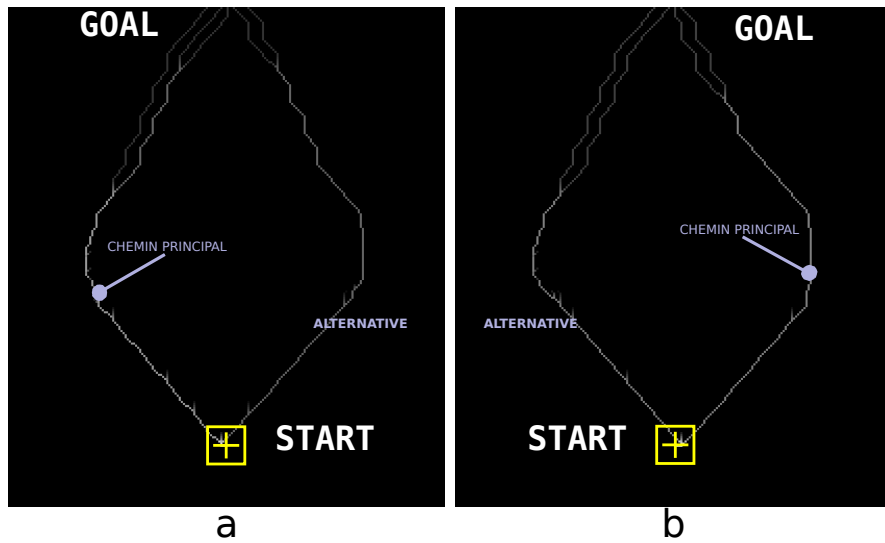 GOAL
CHEMIN PRINCIPAL
ALTERNATIVE
START
a
GOAL
CHEMIN PRINCIPAL
ALTERNATIVE
START
b